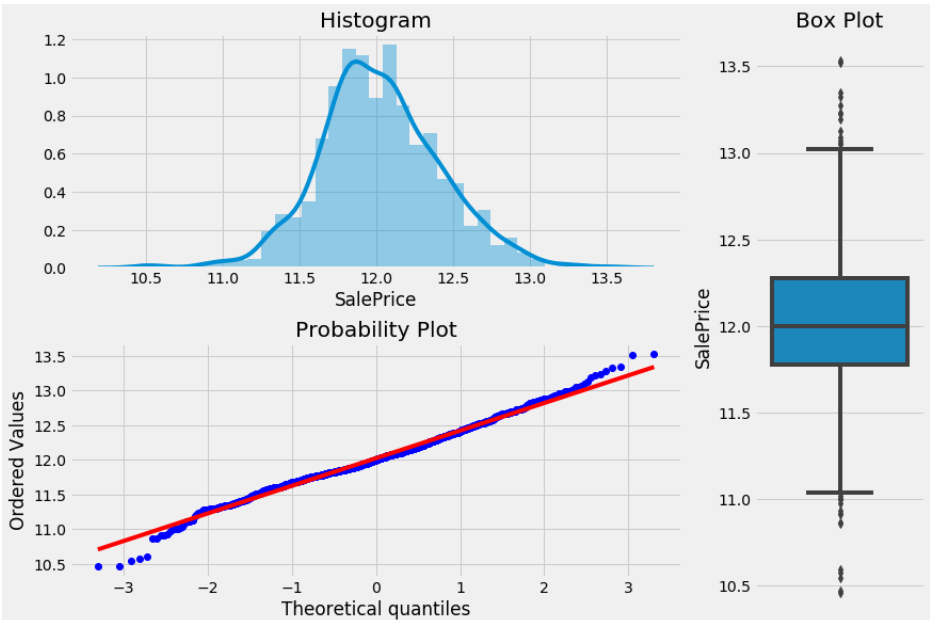 Histogram
1.2
1.0
0.8
0.6
0.4
0.2
0.0
10.5 11.0 11.5 12.0 12.5 13.0 13.5
SalePrice
Probability Plot
Ordered Values
13.5
13.0
12.5
12.0
11.5
11.0
10.5
−3 −2 −1 0 1 2 3
Theoretical quantiles
Box Plot
SalePrice
13.5
13.0
12.5
12.0
11.5
11.0
10.5